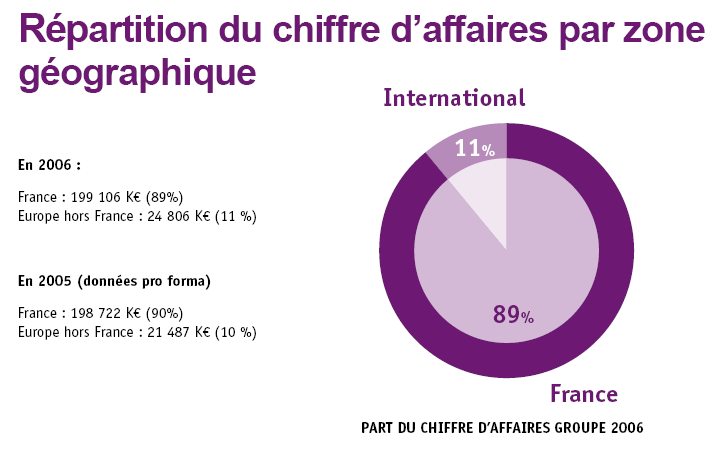 Répartition du chiffre d’affaires par zone
géographique
International
11%
En 2006 :
France : 199 106 K€ (89%)
Europe hors France : 24 806 K€ (11 %)
En 2005 (données pro forma)
France : 198 722 K€ (90%)
Europe hors France : 21 487 K€ (10 %)
89%
France
PART DU CHIFFRE D’AFFAIRES GROUPE 2006